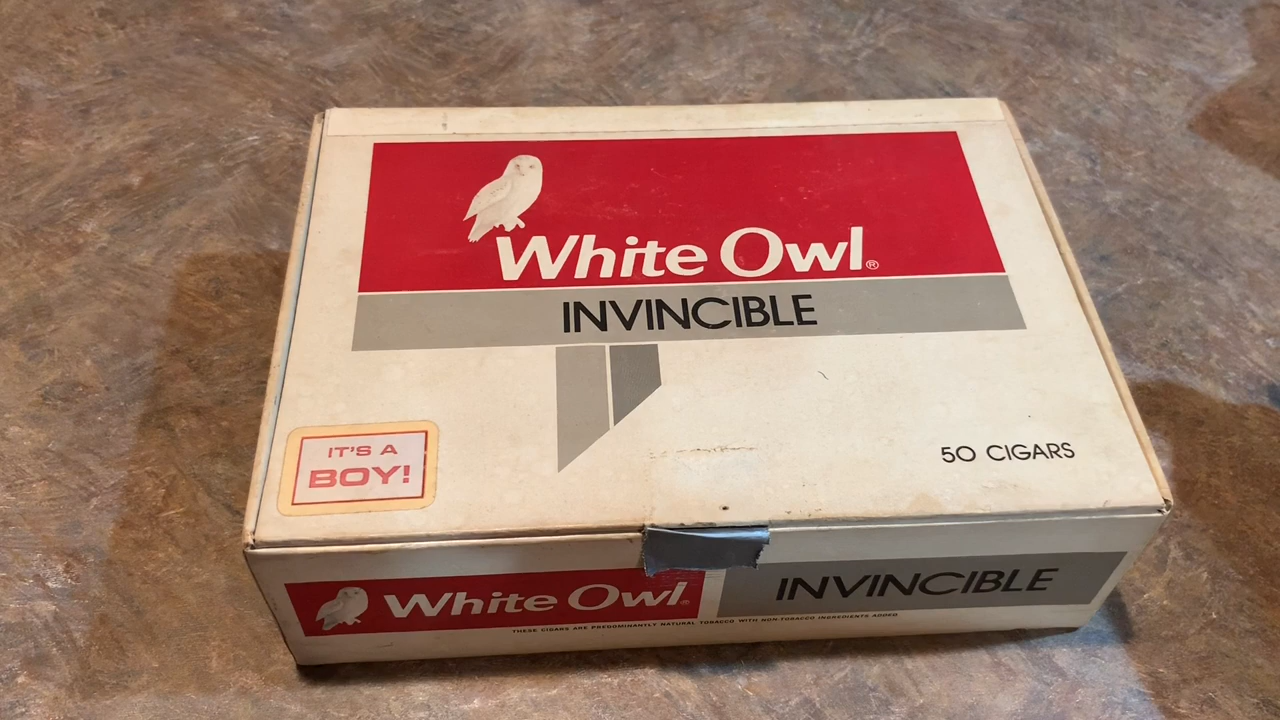 White Owl®
INVINCIBLE
IT'S A
BOY!
50 CIGARS
White Owl®
INVINCIBLE
THESE CIGARS ARE PREDOMINANTLY NATURAL TOBACCO WITH NON-TOBACCO INGREDIENTS ADDED